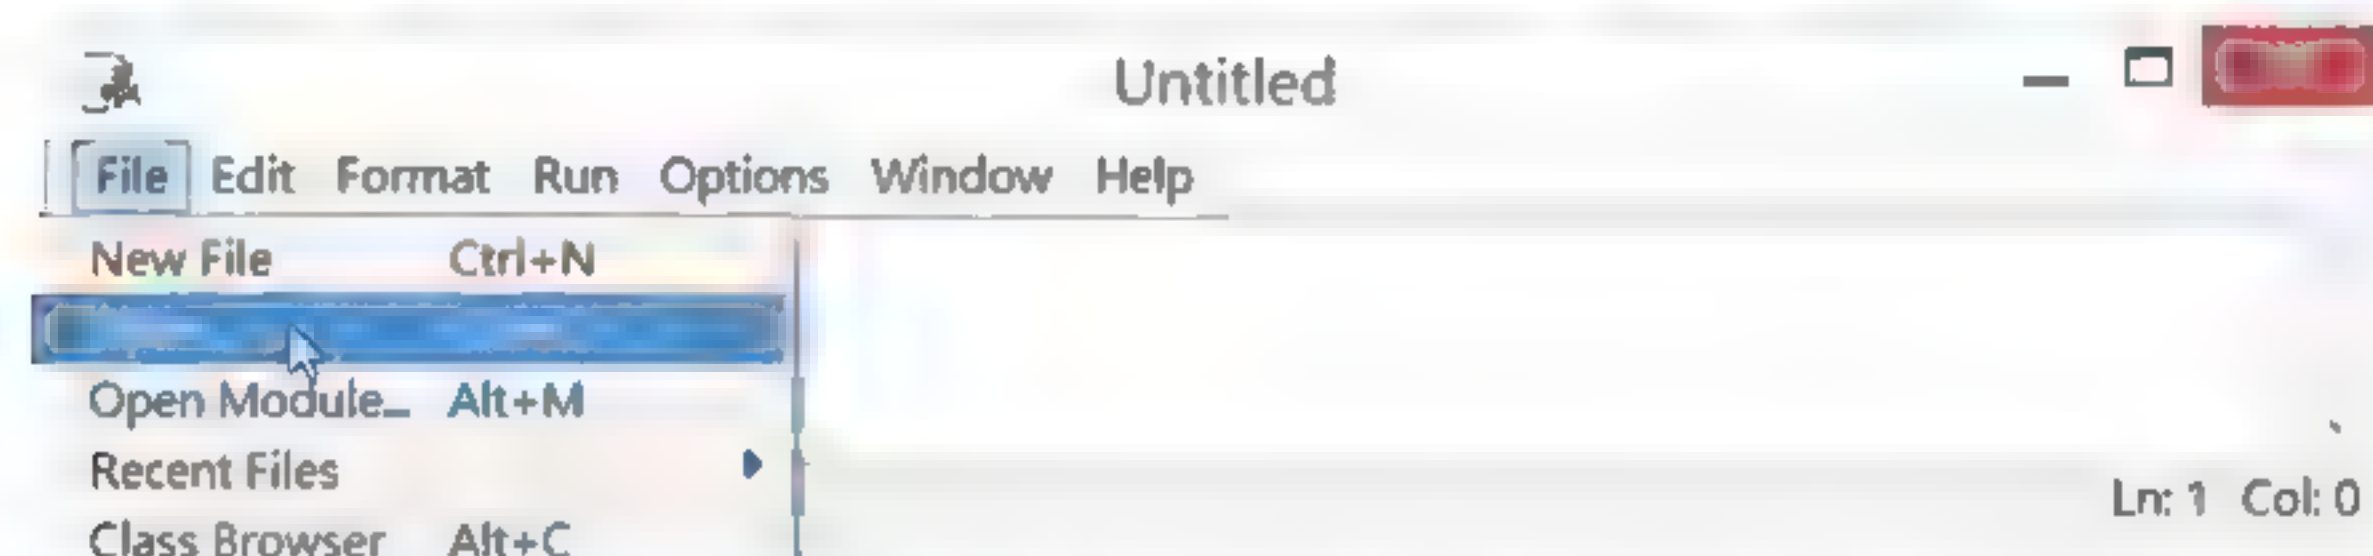 Untitled
File Edit Format Run Options Window Help
New File Ctrl+N
Open Module... Alt+M
Recent Files
Class Browser Alt+C
Ln: 1 Col: 0